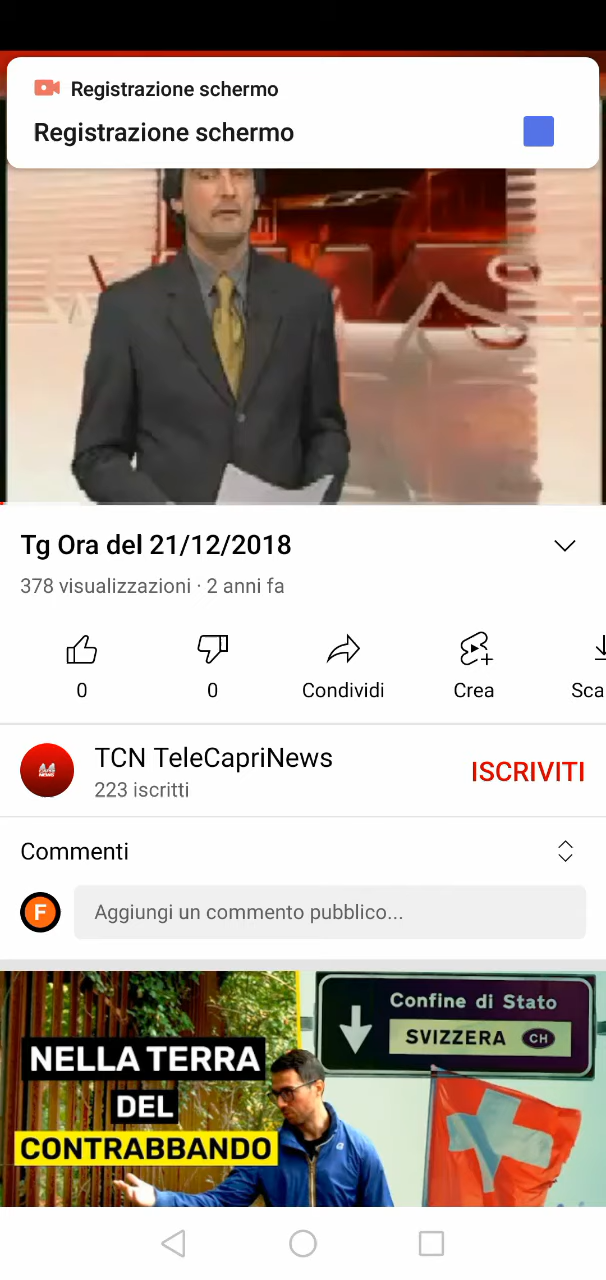 Registrazione schermo
Registrazione schermo
Tg Ora del 21/12/2018
378 visualizzazioni · 2 anni fa
0
0
Condividi
Crea
Sca
TCN TeleCapriNews
223 iscritti
ISCRIVITI
Commenti
F
Aggiungi un commento pubblico...
NELLA TERRA
DEL
CONTRABBANDO
Confine di Stato
SVIZZERA CH